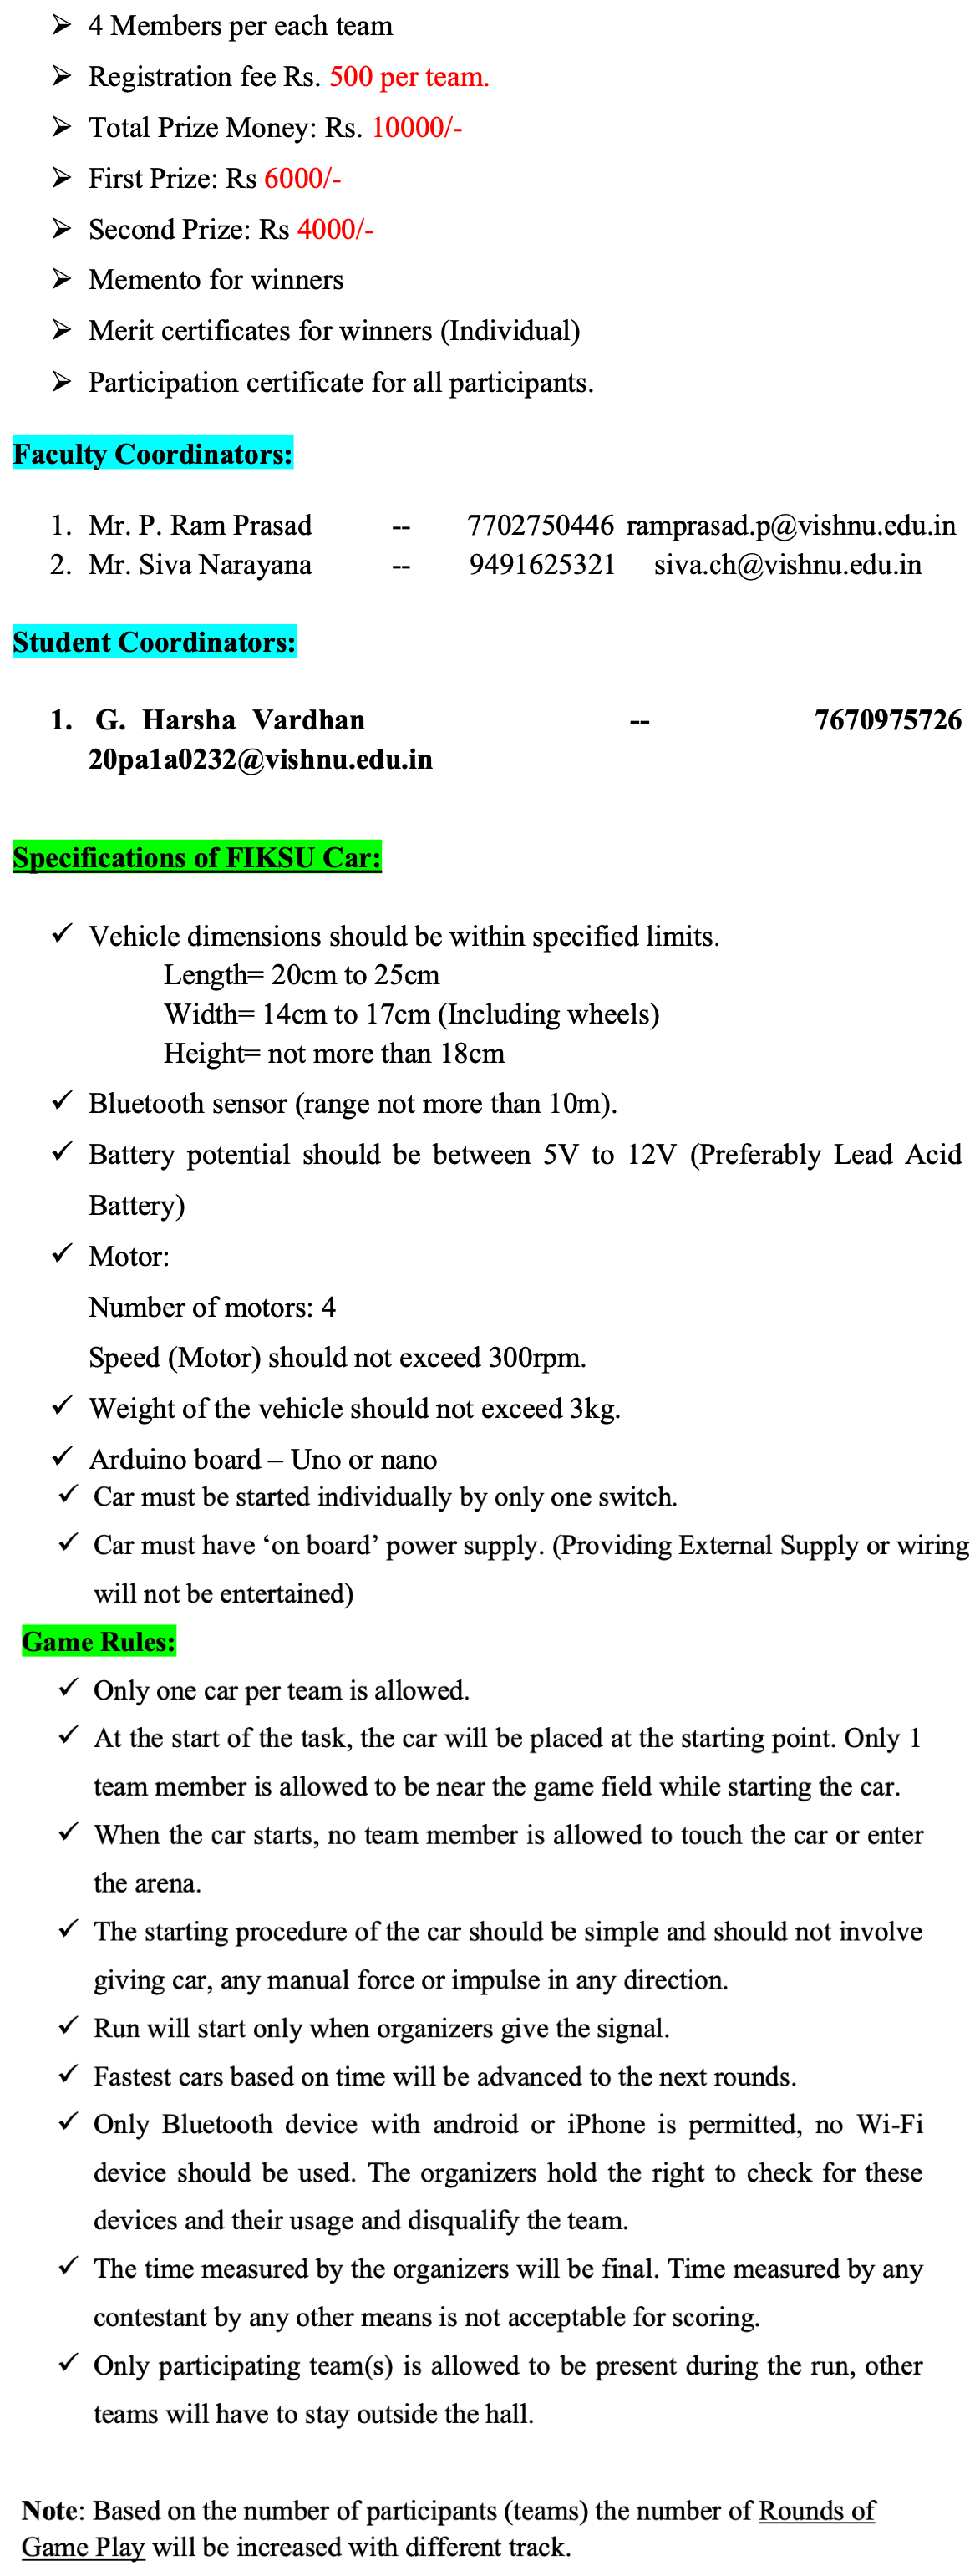 ➢ 4 Members per each team
➢ Registration fee Rs. 500 per team.
➢ Total Prize Money: Rs. 10000/-
➢ First Prize: Rs 6000/-
➢ Second Prize: Rs 4000/-
➢ Memento for winners
➢ Merit certificates for winners (Individual)
➢ Participation certificate for all participants.
Faculty Coordinators:
1. Mr. P. Ram Prasad -- 7702750446 ramprasad.p@vishnu.edu.in
2. Mr. Siva Narayana -- 9491625321 siva.ch@vishnu.edu.in
Student Coordinators:
1. G. Harsha Vardhan -- 7670975726
20pa1a0232@vishnu.edu.in
Specifications of FIKSU Car:
✓ Vehicle dimensions should be within specified limits.
Length= 20cm to 25cm
Width= 14cm to 17cm (Including wheels)
Height= not more than 18cm
✓ Bluetooth sensor (range not more than 10m).
✓ Battery potential should be between 5V to 12V (Preferably Lead Acid
Battery)
✓ Motor:
Number of motors: 4
Speed (Motor) should not exceed 300rpm.
✓ Weight of the vehicle should not exceed 3kg.
✓ Arduino board – Uno or nano
✓ Car must be started individually by only one switch.
✓ Car must have ‘on board’ power supply. (Providing External Supply or wiring
will not be entertained)
Game Rules:
✓ Only one car per team is allowed.
✓ At the start of the task, the car will be placed at the starting point. Only 1
team member is allowed to be near the game field while starting the car.
✓ When the car starts, no team member is allowed to touch the car or enter
the arena.
✓ The starting procedure of the car should be simple and should not involve
giving car, any manual force or impulse in any direction.
✓ Run will start only when organizers give the signal.
✓ Fastest cars based on time will be advanced to the next rounds.
✓ Only Bluetooth device with android or iPhone is permitted, no Wi-Fi
device should be used. The organizers hold the right to check for these
devices and their usage and disqualify the team.
✓ The time measured by the organizers will be final. Time measured by any
contestant by any other means is not acceptable for scoring.
✓ Only participating team(s) is allowed to be present during the run, other
teams will have to stay outside the hall.
Note: Based on the number of participants (teams) the number of Rounds of
Game Play will be increased with different track.